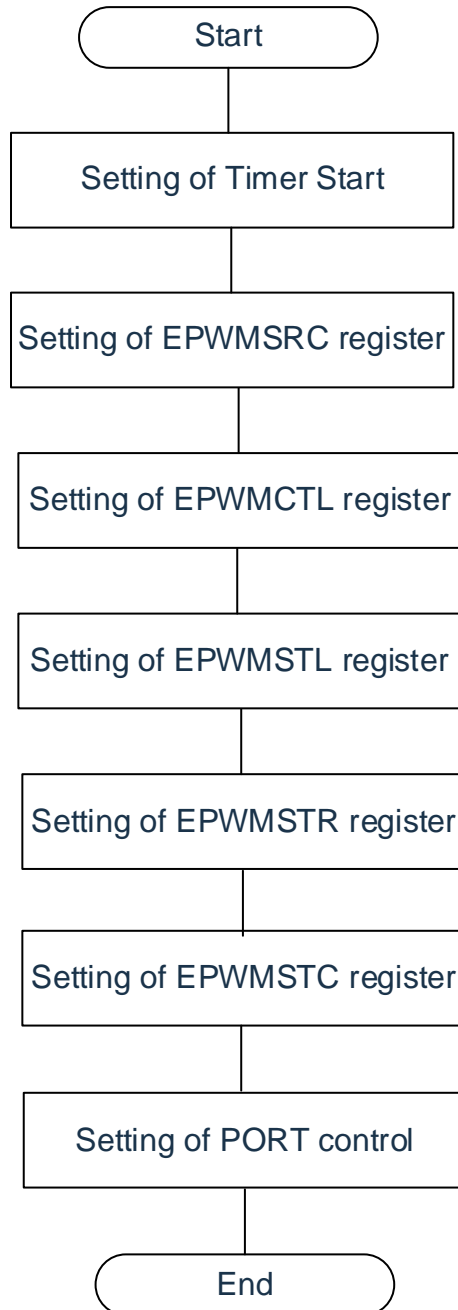 Start
Setting of Timer Start
Setting of EPWMSRC register
Setting of EPWMCTL register
Setting of EPWMSTL register
Setting of EPWMSTR register
Setting of EPWMSTC register
Setting of PORT control
End